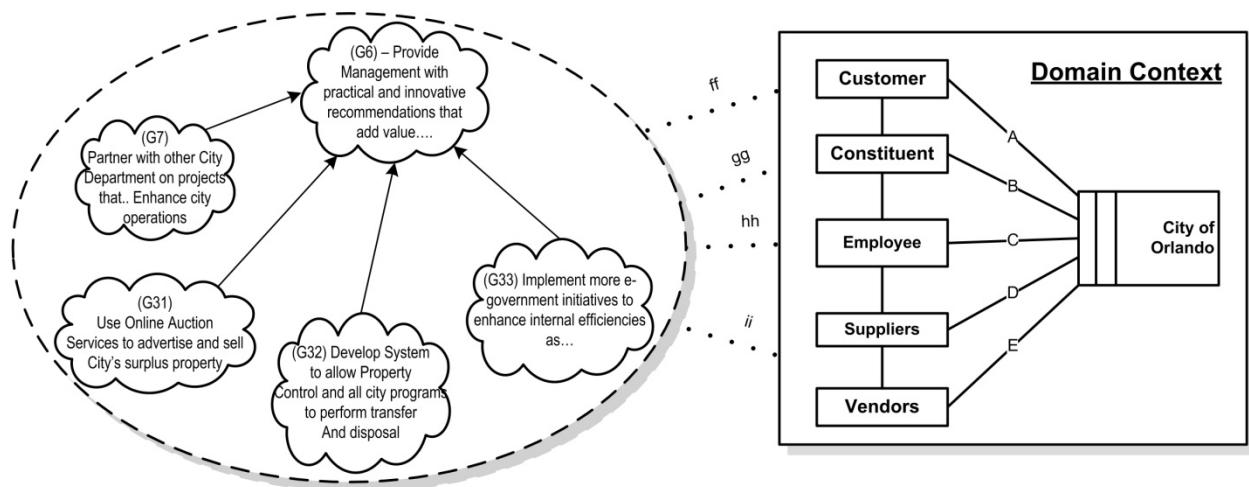 (G6) – Provide
Management with
practical and innovative
recommendations that
add value….
(G7)
Partner with other City
Department on projects
that.. Enhance city
operations
(G31)
Use Online Auction
Services to advertise and sell
City's surplus property
(G32) Develop System
to allow Property
Control and all city programs
to perform transfer
And disposal
(G33) Implement more e-
government initiatives to
enhance internal efficiencies
as…
ff
gg
hh
ii
Domain Context
Customer
Constituent
Employee
Suppliers
Vendors
A
B
C
D
E
City of
Orlando